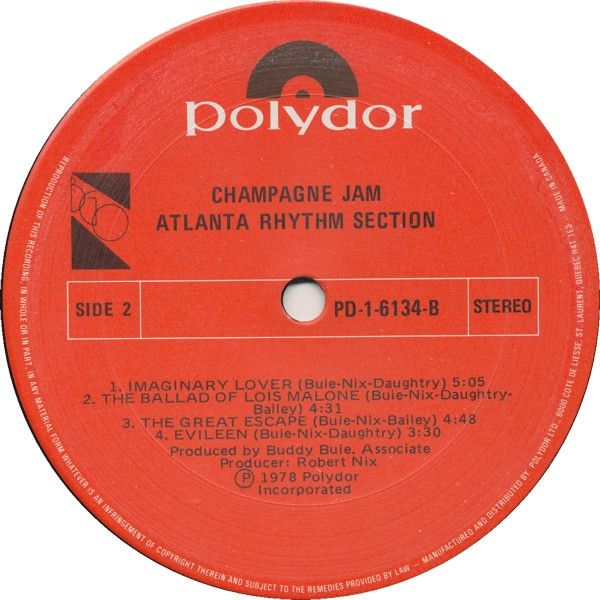 polydor
CHAMPAGNE JAM
ATLANTA RHYTHM SECTION
SIDE 2
PD-1-6134-B
STEREO
1. IMAGINARY LOVER (Buie-Nix-Daughtry) 5:05
2. THE BALLAD OF LOIS MALONE (Buie-Nix-Daughtry-
Bailey) 4:31
3. THE GREAT ESCAPE (Buie-Nix-Bailey) 4:48
4. EVILEEN (Buie-Nix-Daughtry) 3:30
Produced by Buddy Buie, Associate
Producer: Robert Nix
Ⓟ 1978 Polydor
Incorporated
REPRODUCTION OF THIS RECORDING, IN WHOLE OR IN PART, IN ANY MATERIAL FORM WHATEVER IS AN INFRINGEMENT OF COPYRIGHT THEREIN AND SUBJECT TO THE REMEDIES PROVIDED BY LAW – MANUFACTURED AND DISTRIBUTED BY POLYDOR LTD., 6000 COTE DE LIESSE, ST. LAURENT, QUEBEC H4T 1E3 – MADE IN CANADA